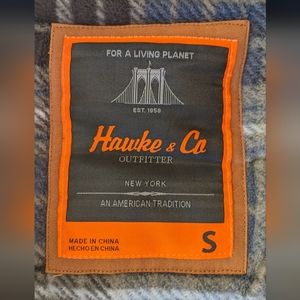 FOR A LIVING PLANET
EST. 1959
Hawke & Co
OUTFITTER
NEW YORK
AN AMERICAN TRADITION
MADE IN CHINA
HECHO EN CHINA
S